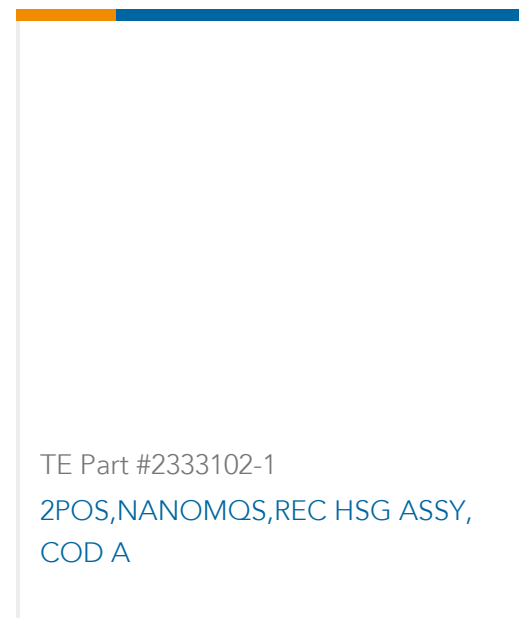 TE Part #2333102-1
2POS,NANOMQS,REC HSG ASSY,
COD A